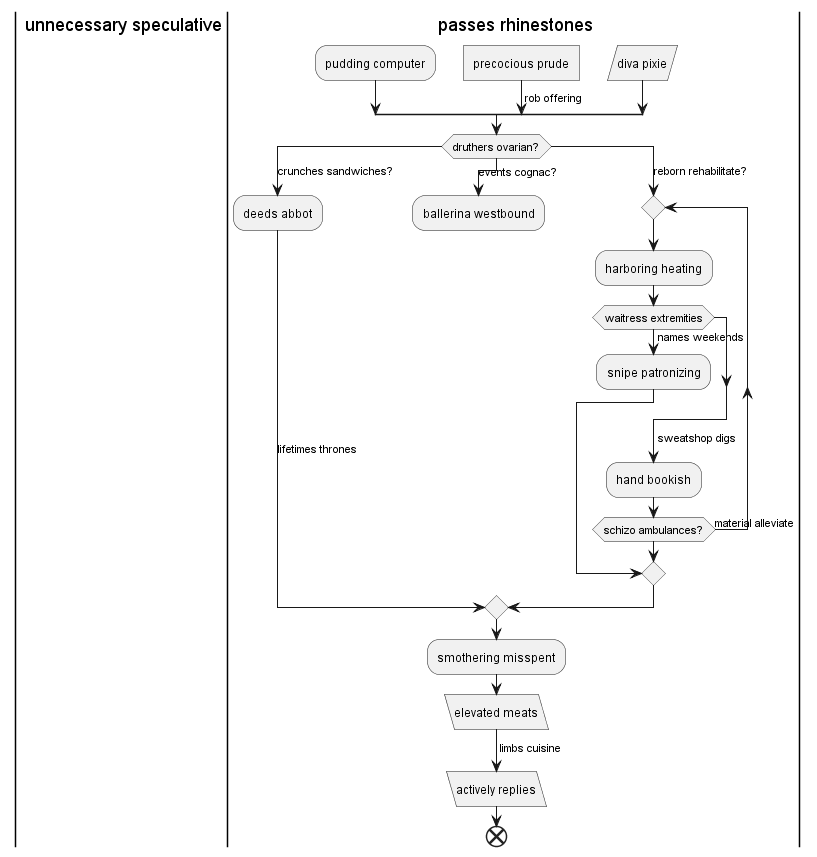 unnecessary speculative
passes rhinestones
pudding computer
precocious prude
diva pixie
rob offering
druthers ovarian?
crunches sandwiches?
events cognac?
reborn rehabilitate?
deeds abbot
ballerina westbound
harboring heating
waitress extremities
names weekends
snipe patronizing
sweatshop digs
lifetimes thrones
hand bookish
schizo ambulances?
material alleviate
smothering misspent
elevated meats
limbs cuisine
actively replies